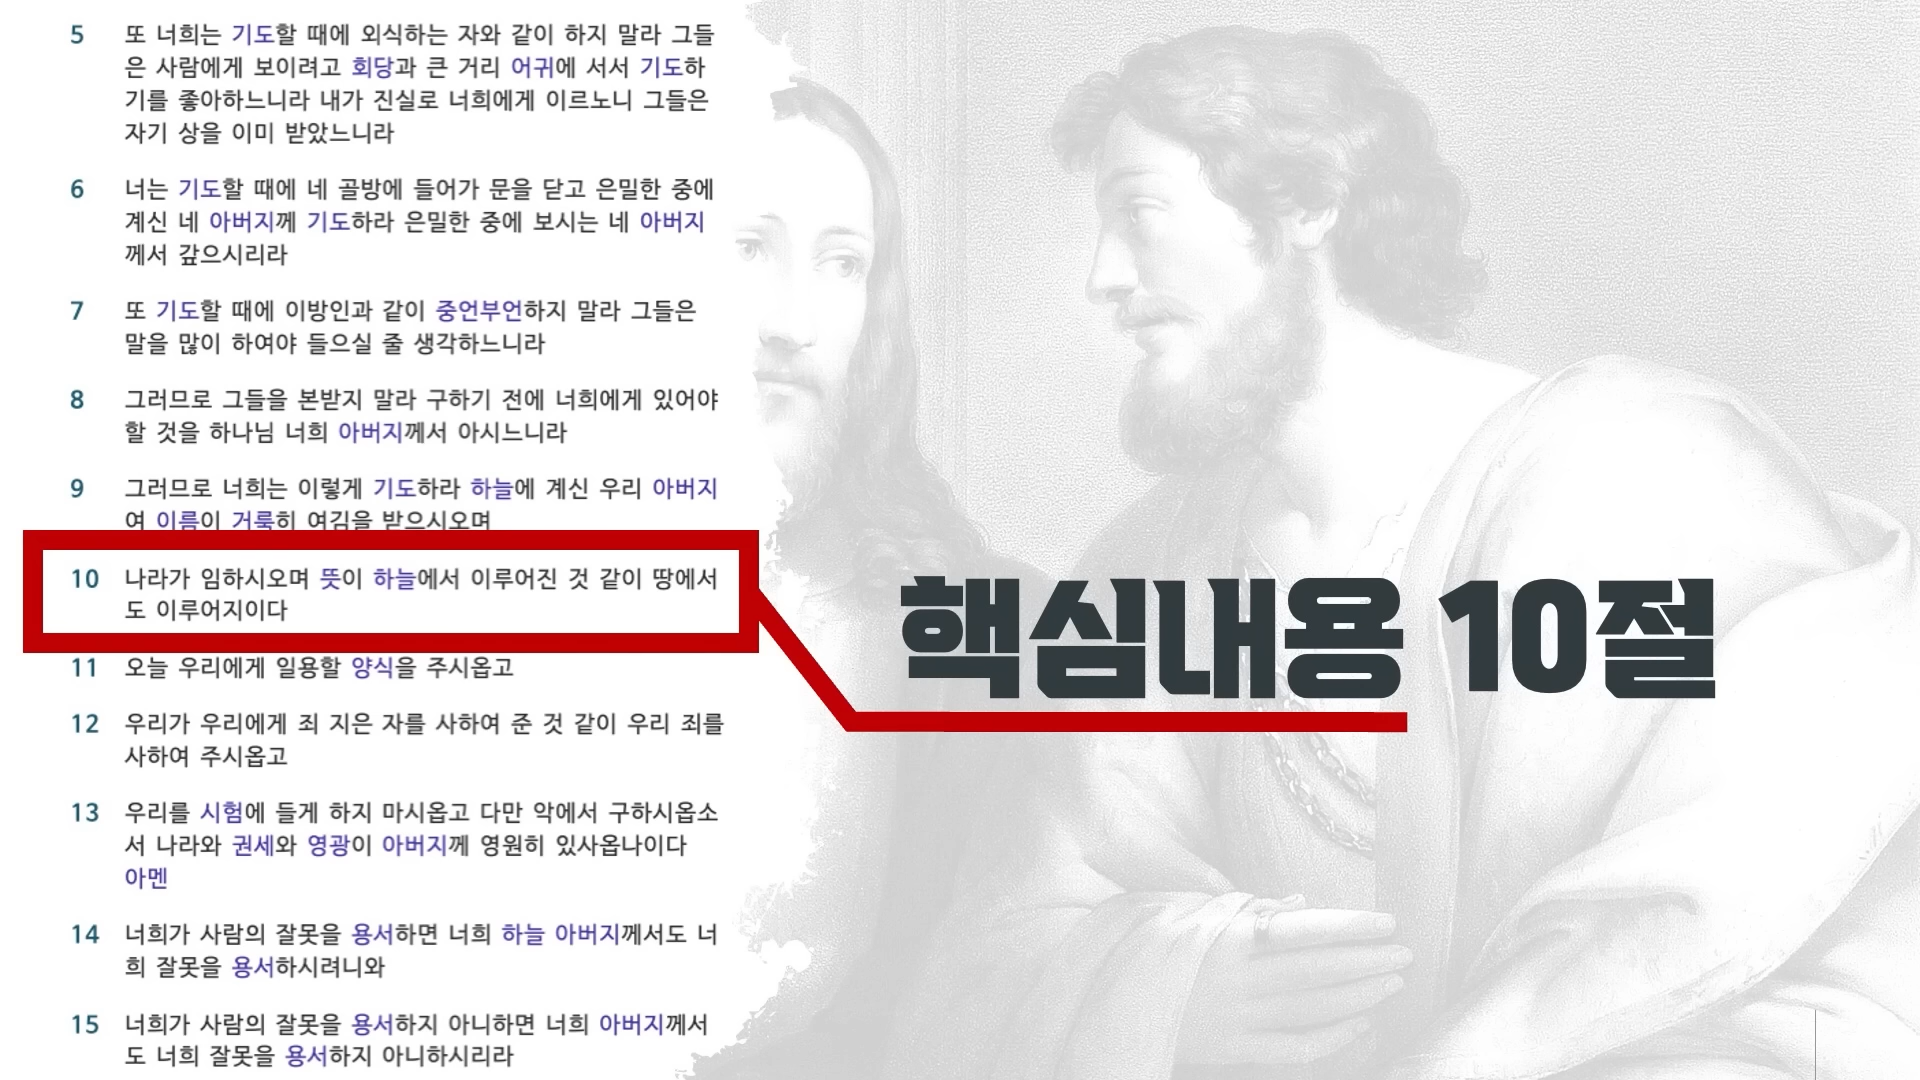 5 또 너희는 기도할 때에 외식하는 자와 같이 하지 말라 그들
은 사람에게 보이려고 회당과 큰 거리 어귀에 서서 기도하
기를 좋아하느니라 내가 진실로 너희에게 이르노니 그들은
자기 상을 이미 받았느니라
6 너는 기도할 때에 네 골방에 들어가 문을 닫고 은밀한 중에
계신 네 아버지께 기도하라 은밀한 중에 보시는 네 아버지
께서 갚으시리라
7 또 기도할 때에 이방인과 같이 중언부언하지 말라 그들은
말을 많이 하여야 들으실 줄 생각하느니라
8 그러므로 그들을 본받지 말라 구하기 전에 너희에게 있어야
할 것을 하나님 너희 아버지께서 아시느니라
9 그러므로 너희는 이렇게 기도하라 하늘에 계신 우리 아버지
여 이름이 거룩히 여김을 받으시오며
10 나라가 임하시오며 뜻이 하늘에서 이루어진 것 같이 땅에서
도 이루어지이다
핵심내용 10절
11 오늘 우리에게 일용할 양식을 주시옵고
12 우리가 우리에게 죄 지은 자를 사하여 준 것 같이 우리 죄를
사하여 주시옵고
13 우리를 시험에 들게 하지 마시옵고 다만 악에서 구하시옵소
서 나라와 권세와 영광이 아버지께 영원히 있사옵나이다
아멘
14 너희가 사람의 잘못을 용서하면 너희 하늘 아버지께서도 너
희 잘못을 용서하시려니와
15 너희가 사람의 잘못을 용서하지 아니하면 너희 아버지께서
도 너희 잘못을 용서하지 아니하시리라